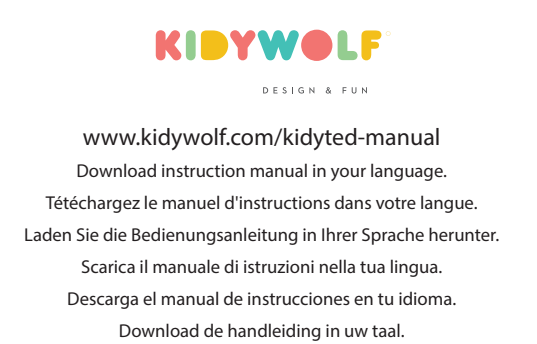 KIDYWOLF
DESIGN & FUN
www.kidywolf.com/kidyted-manual
Download instruction manual in your language.
Tétéchargez le manuel d'instructions dans votre langue.
Laden Sie die Bedienungsanleitung in Ihrer Sprache herunter.
Scarica il manuale di istruzioni nella tua lingua.
Descarga el manual de instrucciones en tu idioma.
Download de handleiding in uw taal.